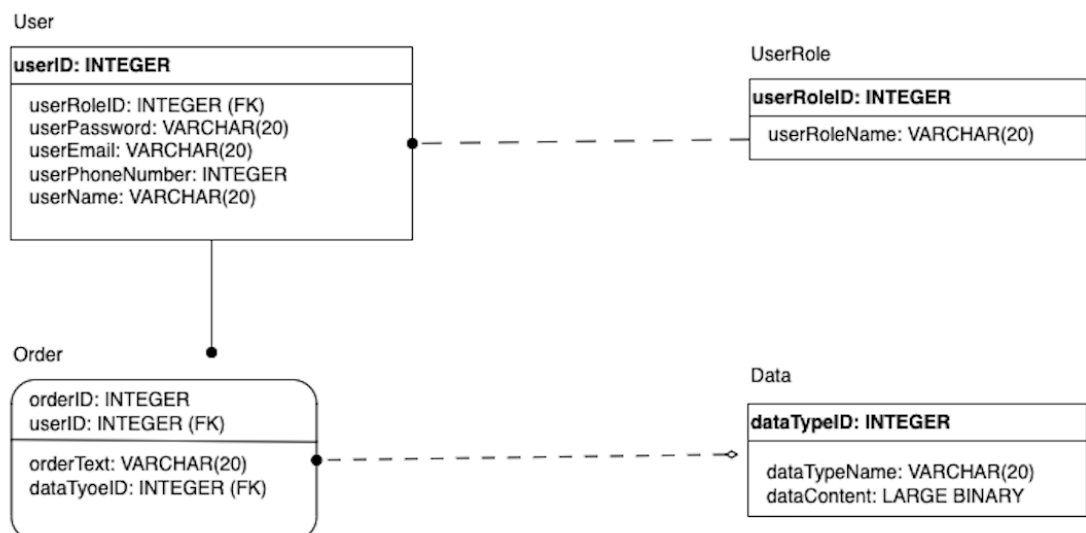 User
userID: INTEGER
userRoleID: INTEGER (FK)
userPassword: VARCHAR(20)
userEmail: VARCHAR(20)
userPhoneNumber: INTEGER
userName: VARCHAR(20)
UserRole
userRoleID: INTEGER
userRoleName: VARCHAR(20)
Order
orderID: INTEGER
userID: INTEGER (FK)
orderText: VARCHAR(20)
dataTyoeID: INTEGER (FK)
Data
dataTypeID: INTEGER
dataTypeName: VARCHAR(20)
dataContent: LARGE BINARY